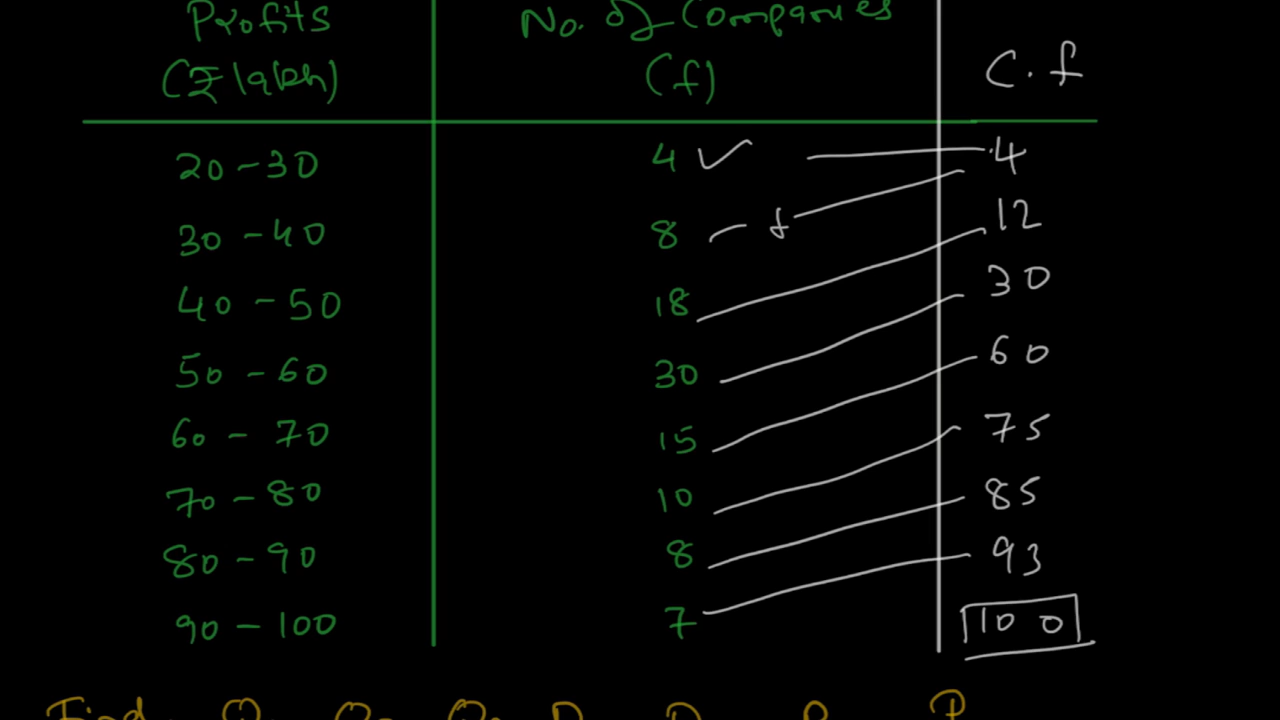 Profits No. of Companies
(₹ lakh) (f) C.f
20-30 4 ✓ 4
30-40 8 12
40-50 18 30
50-60 30 60
60-70 15 75
70-80 10 85
80-90 8 93
90-100 7 100
Find